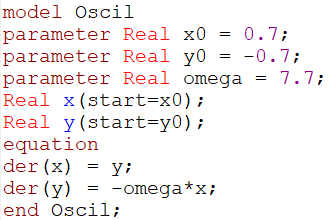 model Oscil
parameter Real x0 = 0.7;
parameter Real y0 = -0.7;
parameter Real omega = 7.7;
Real x(start=x0);
Real y(start=y0);
equation
der(x) = y;
der(y) = -omega*x;
end Oscil;